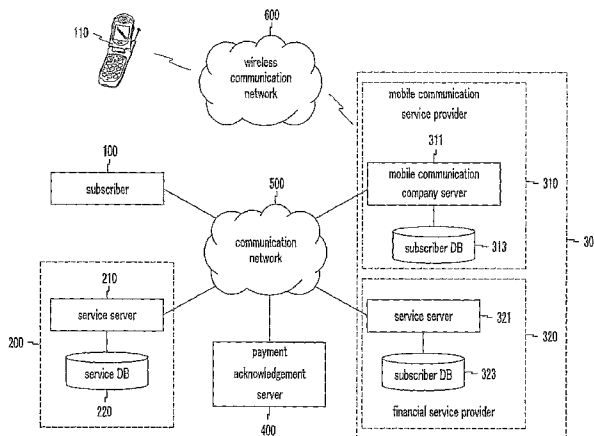 600
110
wireless
communication
network
mobile communication
service provider
311
100
mobile communication
company server
310
subscriber
500
communication
network
subscriber DB
313
30
210
service server
service server
321
200
320
payment
acknowledgement
server
service DB
subscriber DB
323
220
400
financial service provider